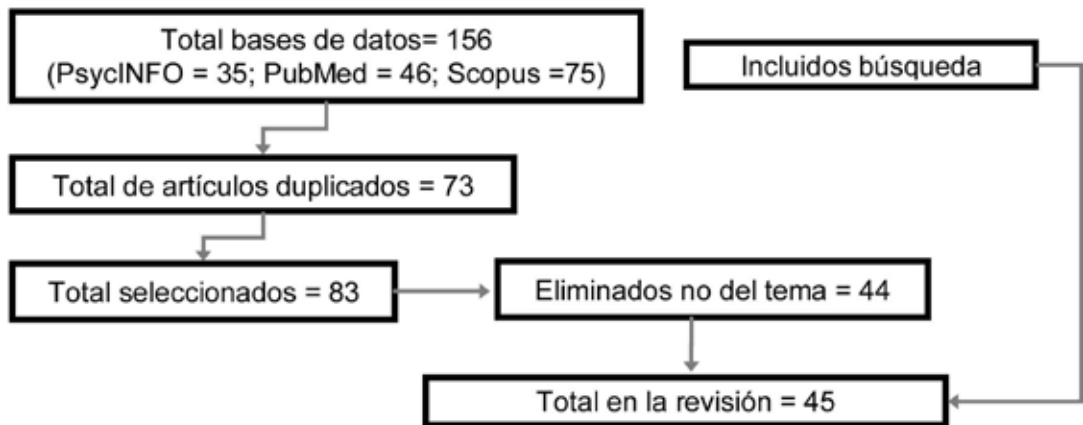 Total bases de datos= 156
(PsycINFO = 35; PubMed = 46; Scopus =75)
Incluidos búsqueda
Total de artículos duplicados = 73
Total seleccionados = 83
Eliminados no del tema = 44
Total en la revisión = 45